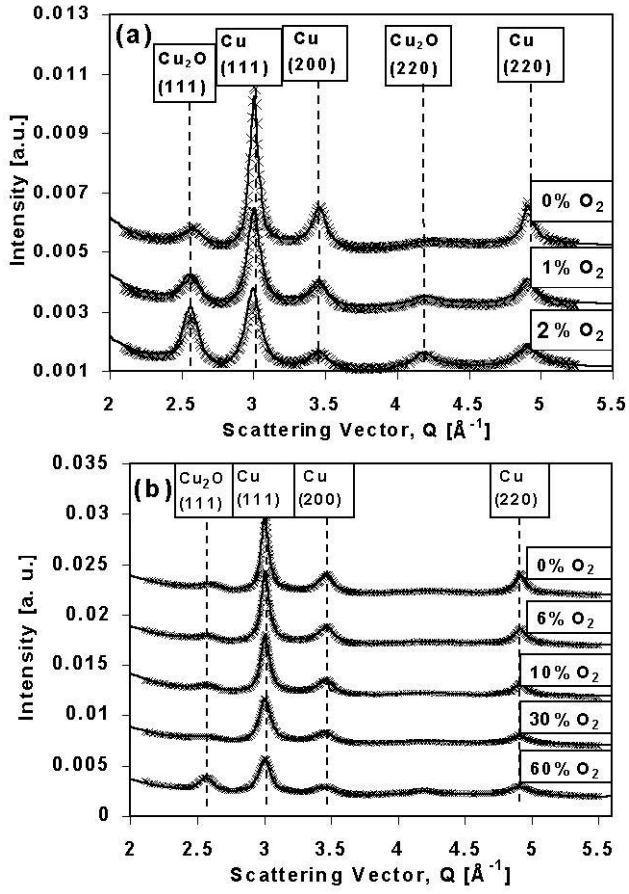 (a)
Cu₂O
(111)
Cu
(111)
Cu
(200)
Cu₂O
(220)
Cu
(220)
0.013
0.011
0.009
0.007
0.005
0.003
0.001
Intensity [a.u.]
0% O₂
1% O₂
2% O₂
2 2.5 3 3.5 4 4.5 5 5.5
Scattering Vector, Q [Å⁻¹]
(b)
Cu₂O
(111)
Cu
(111)
Cu
(200)
Cu
(220)
0.035
0.03
0.025
0.02
0.015
0.01
0.005
0
Intensity [a. u.]
0% O₂
6% O₂
10% O₂
30% O₂
60% O₂
2 2.5 3 3.5 4 4.5 5 5.5
Scattering Vector, Q [Å⁻¹]